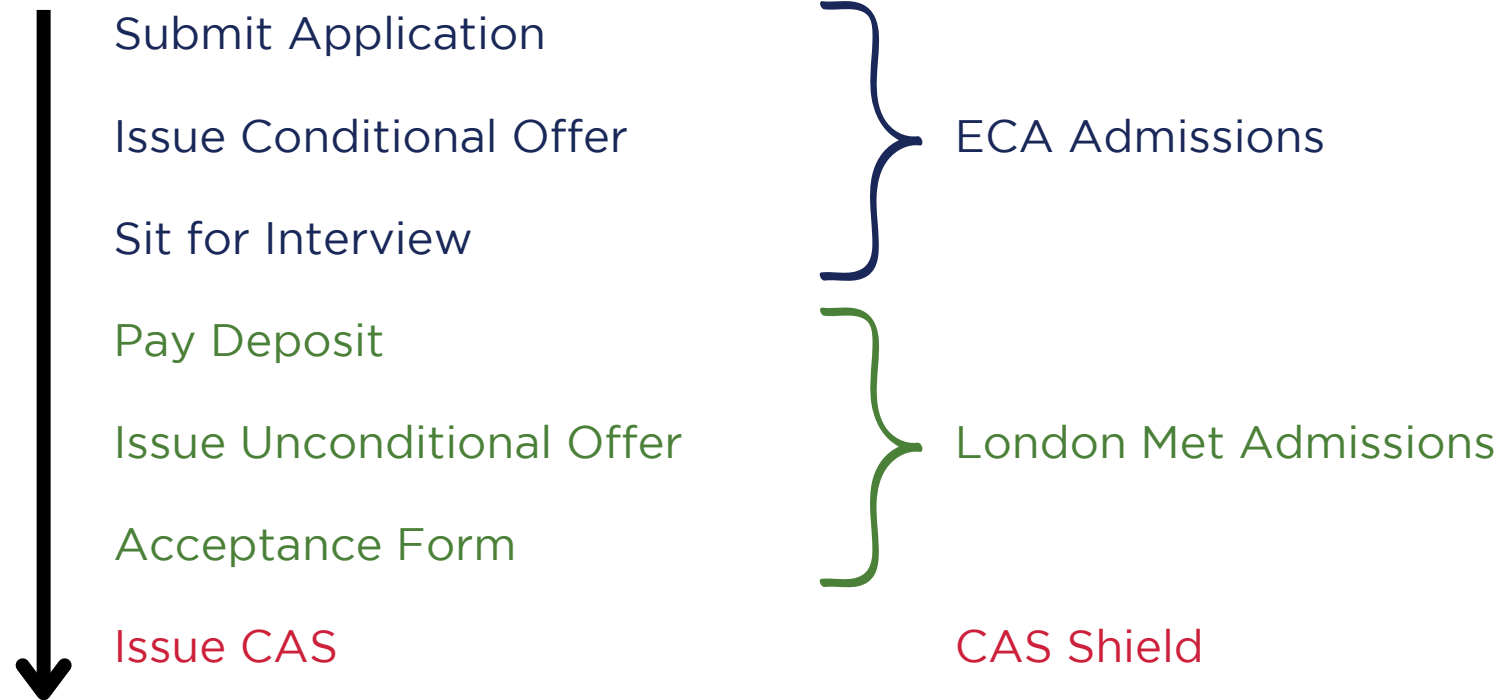 Submit Application
Issue Conditional Offer
ECA Admissions
Sit for Interview
Pay Deposit
Issue Unconditional Offer
London Met Admissions
Acceptance Form
Issue CAS
CAS Shield